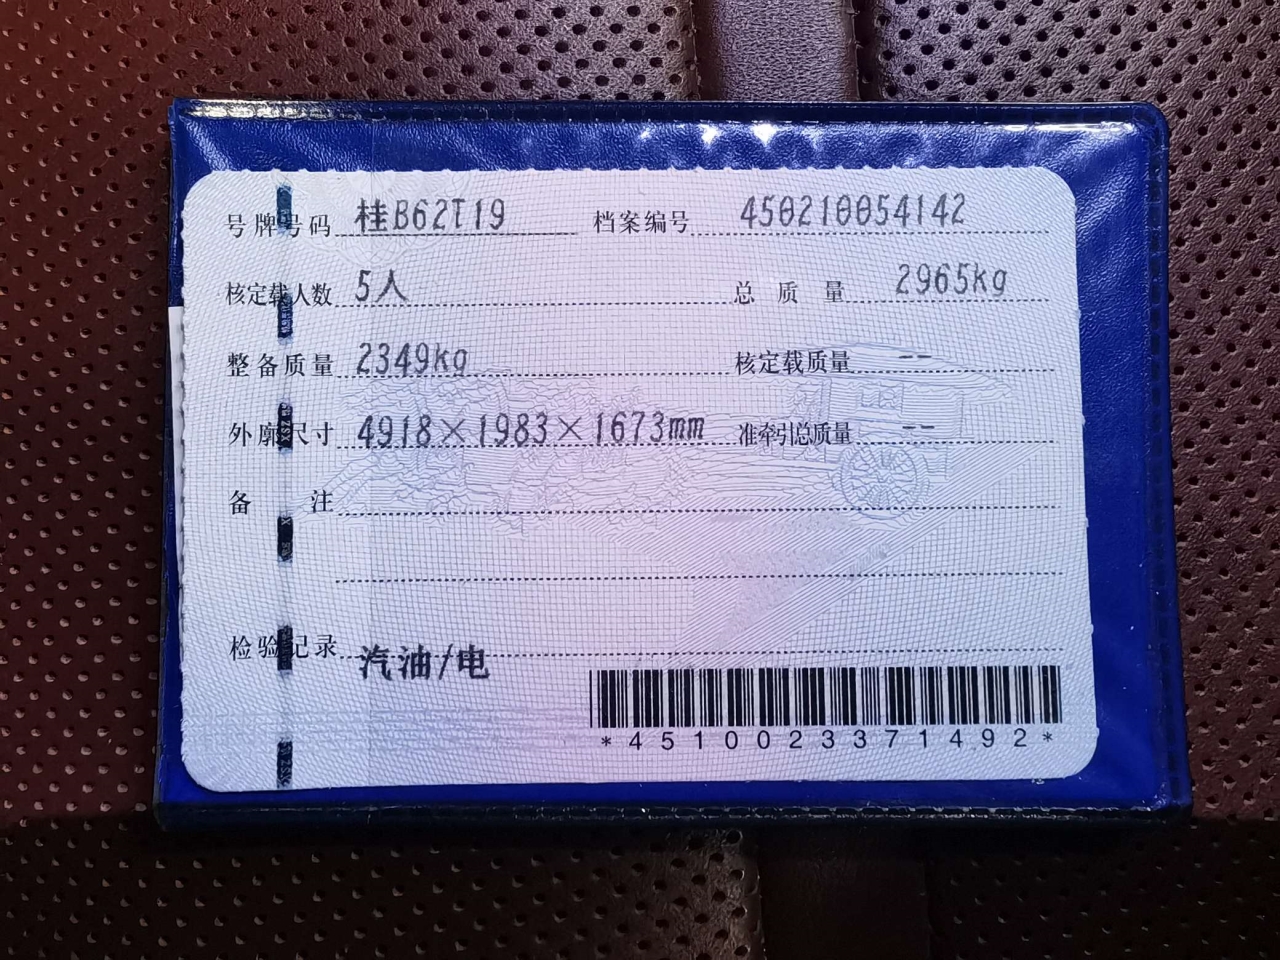 号牌号码 桂B62T19 档案编号 450210054142
核定载人数 5人 总质量 2965kg
整备质量 2349kg 核定载质量 --
外廓尺寸 4918×1983×1673mm 准牵引总质量 --
备注
检验记录 汽油/电
*4510023371492*